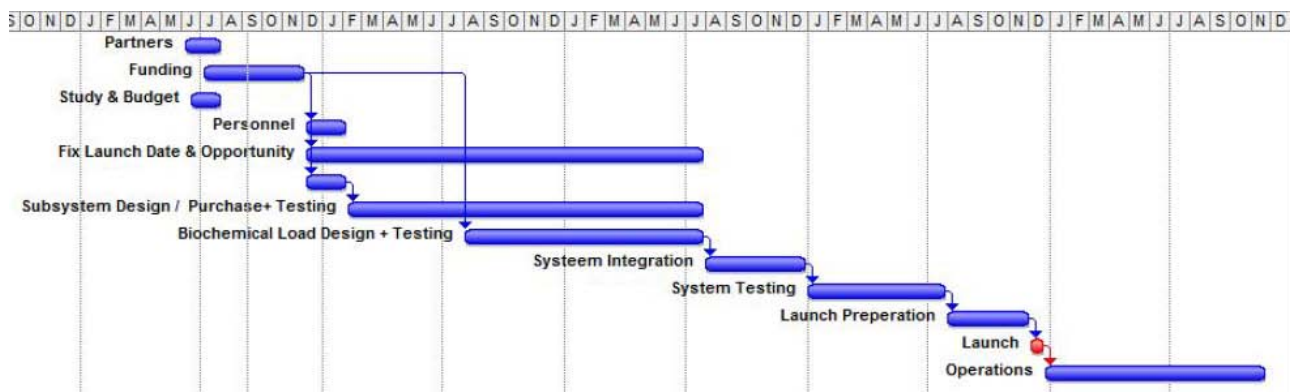 S O N D J F M A M J J A S O N D J F M A M J J A S O N D J F M A M J J A S O N D J F M A M J J A S O N D J F M A M J J A S O N D
Partners
Funding
Study & Budget
Personnel
Fix Launch Date & Opportunity
Subsystem Design / Purchase+ Testing
Biochemical Load Design + Testing
Systeem Integration
System Testing
Launch Preperation
Launch
Operations